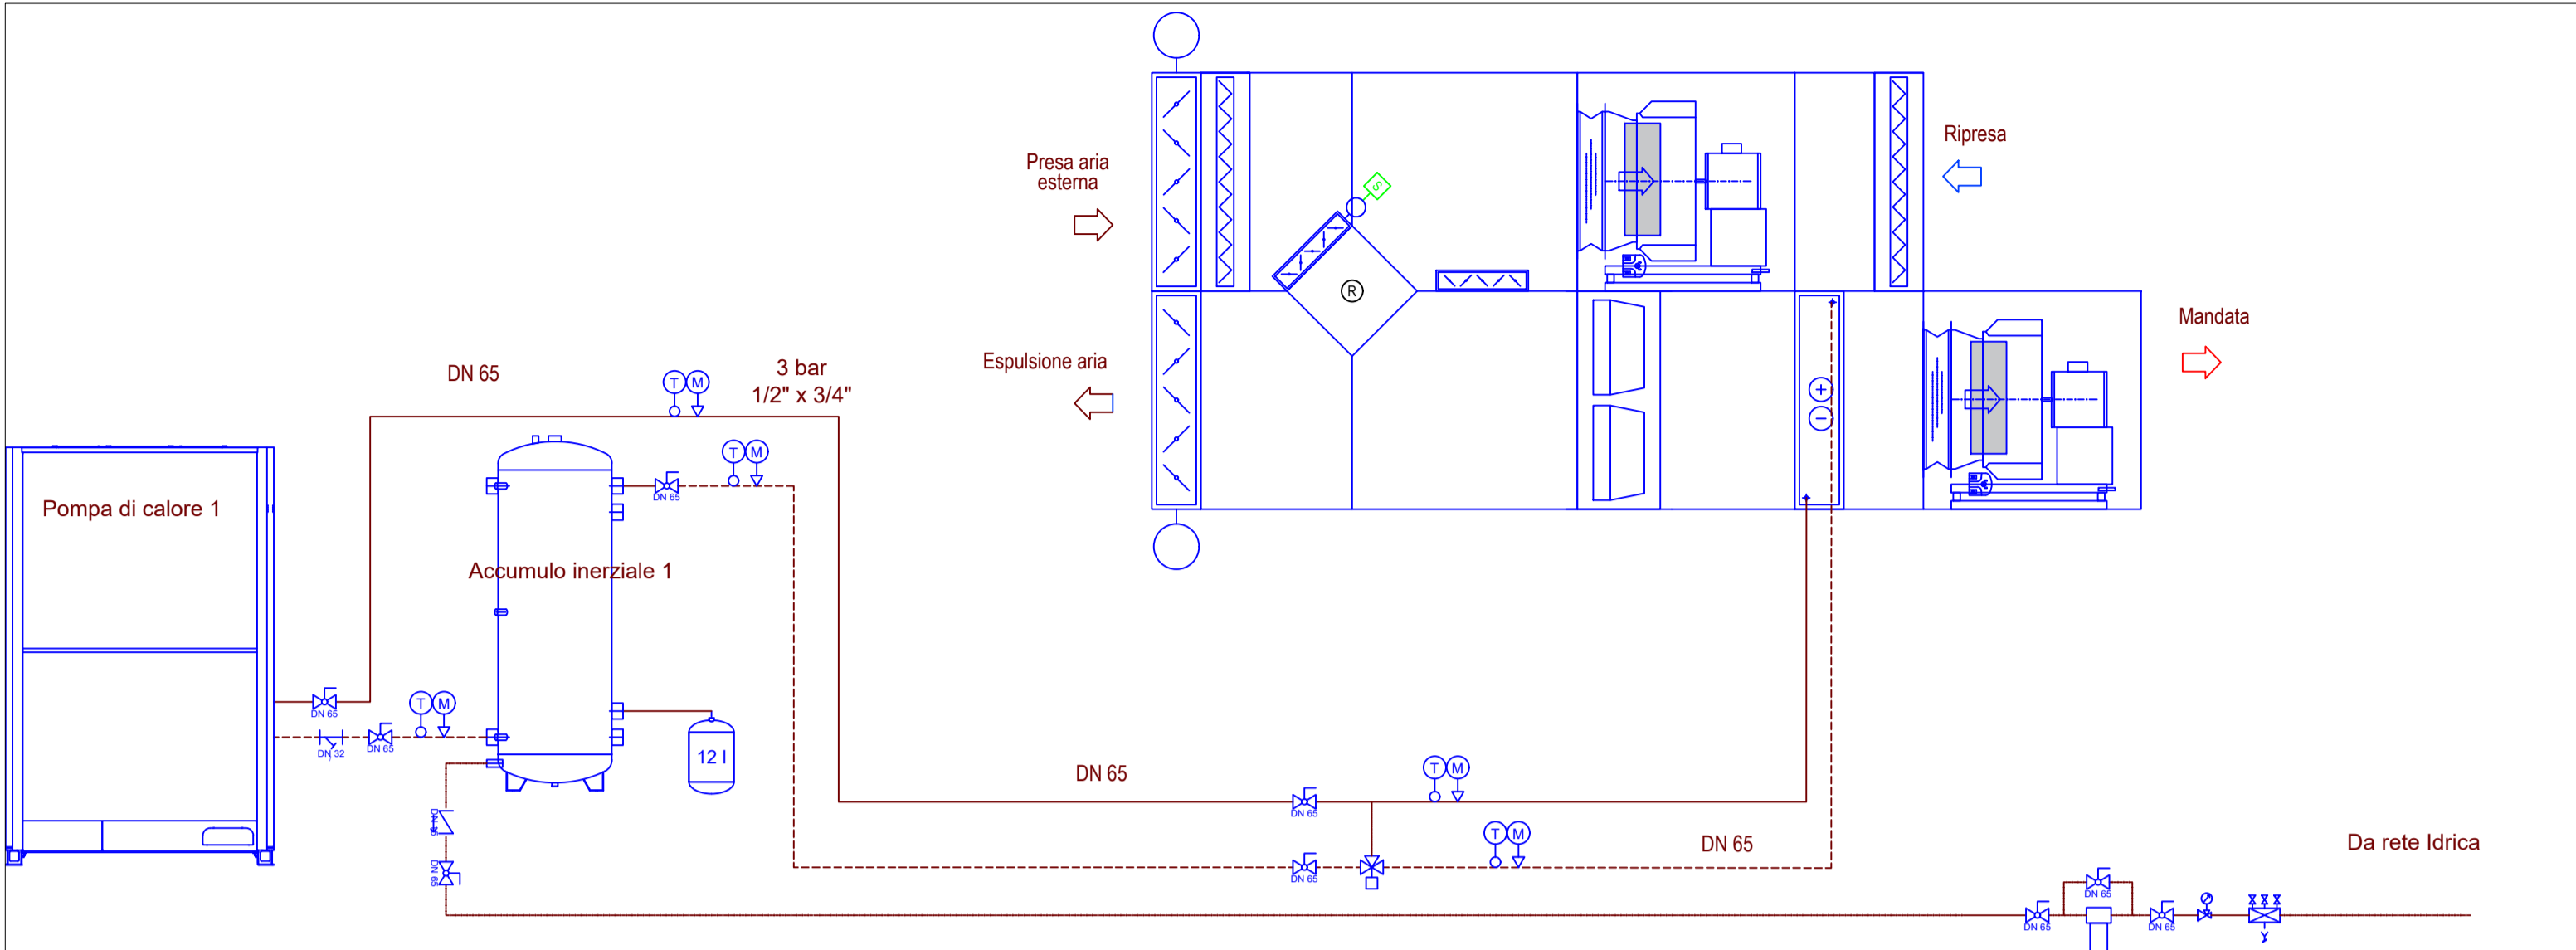 Presa aria
esterna
Ripresa
S
R
Espulsione aria
Mandata
DN 65
T M
3 bar
1/2" x 3/4"
+
−
T M
DN 65
Pompa di calore 1
Accumulo inerziale 1
DN 65
T M
DN 32
DN 65
12 l
DN 65
DN 65
T M
DN 65
T M
DN 65
DN 65
Da rete Idrica
DN 65
DN 65
DN 65